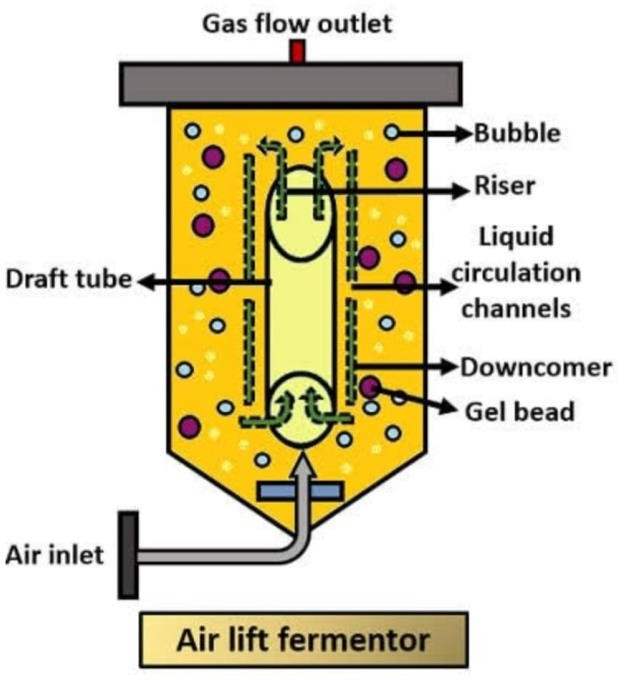 Gas flow outlet
Bubble
Riser
Liquid
circulation
channels
Draft tube
Downcomer
Gel bead
Air inlet
Air lift fermentor